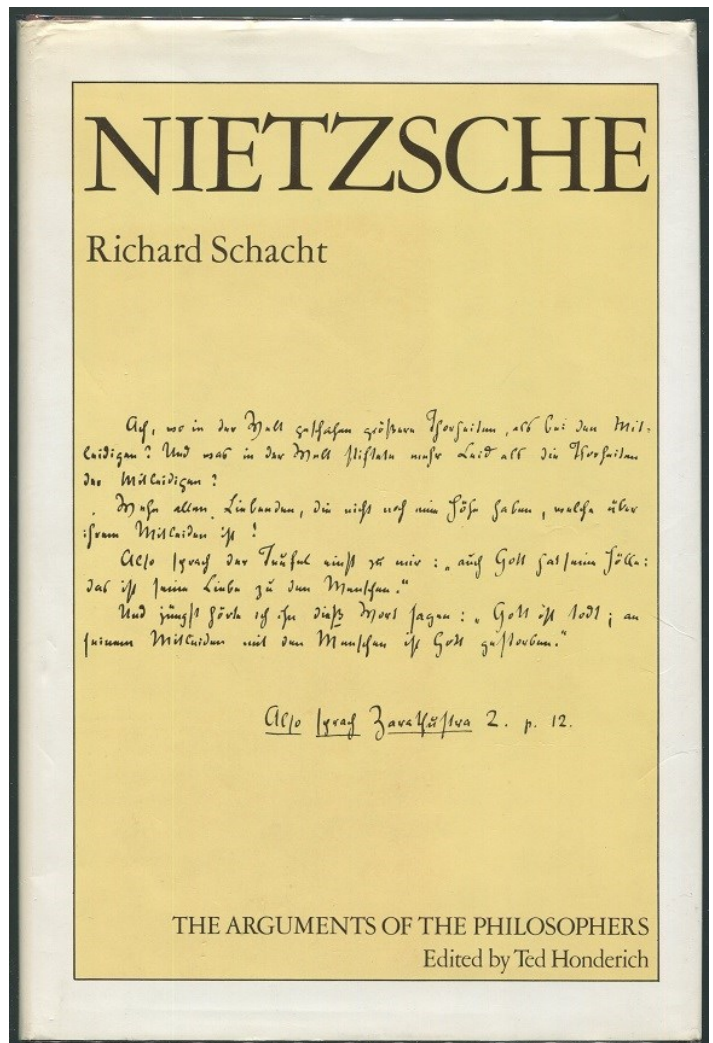 NIETZSCHE
Richard Schacht
Ach, wo in der Welt geschahen größere Thorheiten, als bei den Mit-
leidigen? Und was in der Welt stiftete mehr Leid als die Thorheiten
der Mitleidigen?
Wehe allen Liebenden, die nicht noch eine Höhe haben, welche über
ihrem Mitleiden ist!
Also sprach der Teufel einst zu mir: „auch Gott hat seine Hölle:
das ist seine Liebe zu den Menschen.“
Und jüngst hörte ich ihn dieß Wort sagen: „Gott ist todt; an
seinem Mitleiden mit den Menschen ist Gott gestorben.“
Also sprach Zarathustra 2. p. 12.
THE ARGUMENTS OF THE PHILOSOPHERS
Edited by Ted Honderich